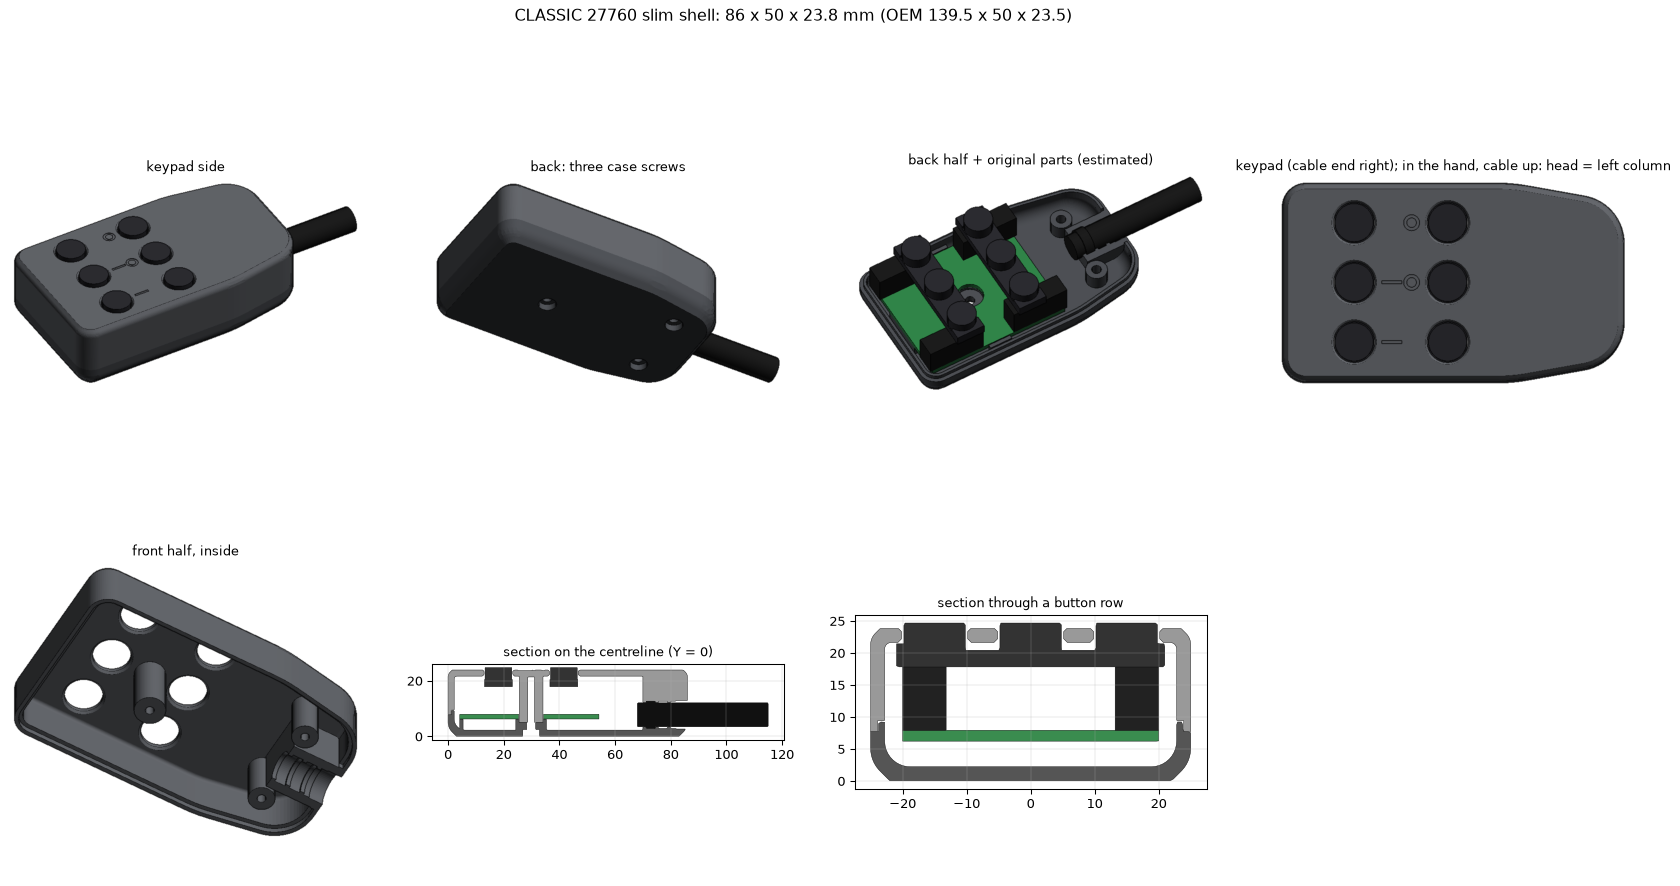 CLASSIC 27760 slim shell: 86 x 50 x 23.8 mm (OEM 139.5 x 50 x 23.5)
keypad side
back: three case screws
back half + original parts (estimated)
keypad (cable end right); in the hand, cable up: head = left column
front half, inside
section on the centreline (Y = 0)
20
0
0 20 40 60 80 100 120
section through a button row
25
20
15
10
5
0
−20 −10 0 10 20